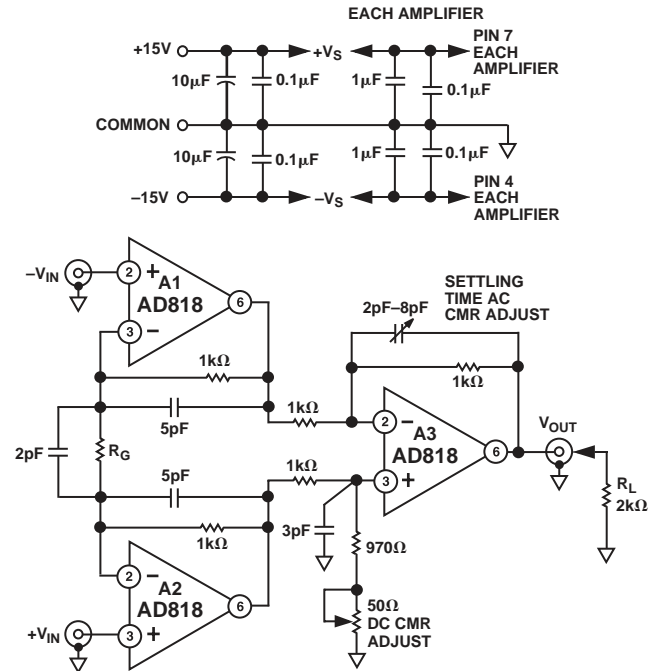 EACH AMPLIFIER
+15V
10µF
0.1µF
+VS
1µF
0.1µF
PIN 7
EACH
AMPLIFIER
COMMON
10µF
0.1µF
1µF
0.1µF
–15V
–VS
PIN 4
EACH
AMPLIFIER
–VIN
2
+
A1
AD818
6
3
–
1kΩ
5pF
2pF
RG
5pF
1kΩ
2
–
A2
AD818
6
+VIN
3
+
SETTLING
TIME AC
CMR ADJUST
2pF–8pF
1kΩ
1kΩ
2
–
A3
AD818
6
1kΩ
3
+
3pF
970Ω
50Ω
DC CMR
ADJUST
VOUT
RL
2kΩ